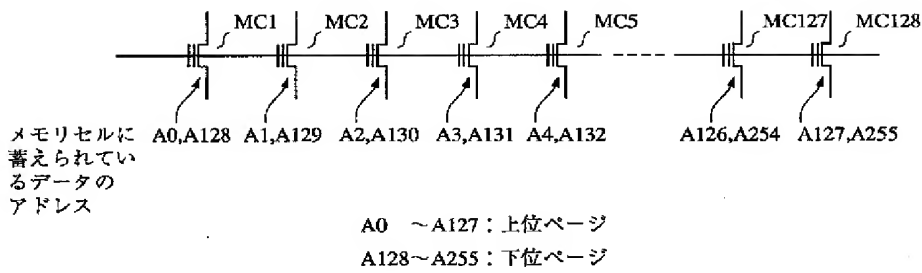 MC1 MC2 MC3 MC4 MC5 MC127 MC128
A0,A128 A1,A129 A2,A130 A3,A131 A4,A132 A126,A254 A127,A255
メモリセルに
蓄えられてい
るデータの
アドレス
A0 ～A127：上位ページ
A128～A255：下位ページ